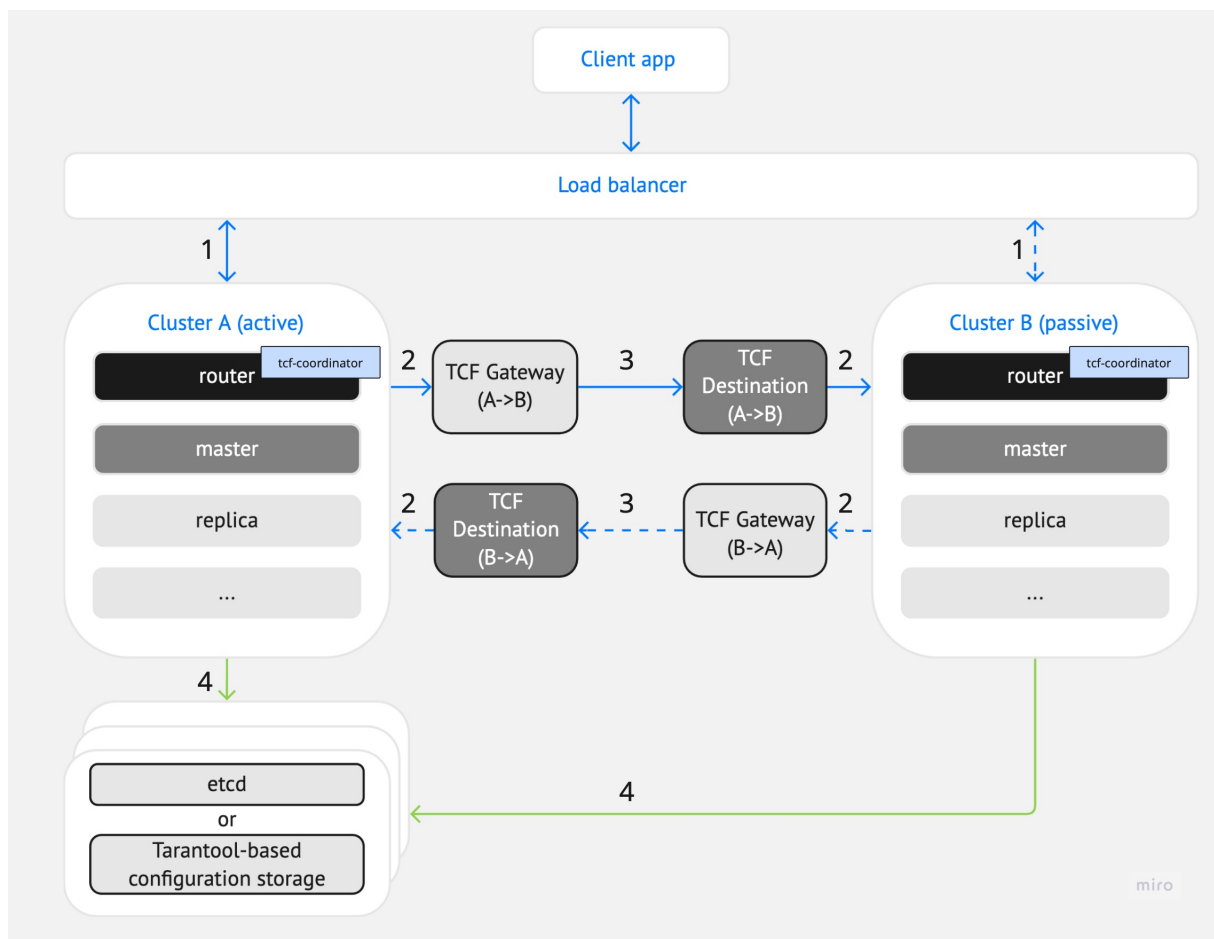 Client app
Load balancer
1
1
Cluster A (active)
router
tcf-coordinator
master
replica
...
2
TCF Gateway
(A->B)
3
TCF
Destination
(A->B)
2
2
TCF
Destination
(B->A)
3
TCF Gateway
(B->A)
2
Cluster B (passive)
router
tcf-coordinator
master
replica
...
4
etcd
or
Tarantool-based
configuration storage
4
miro